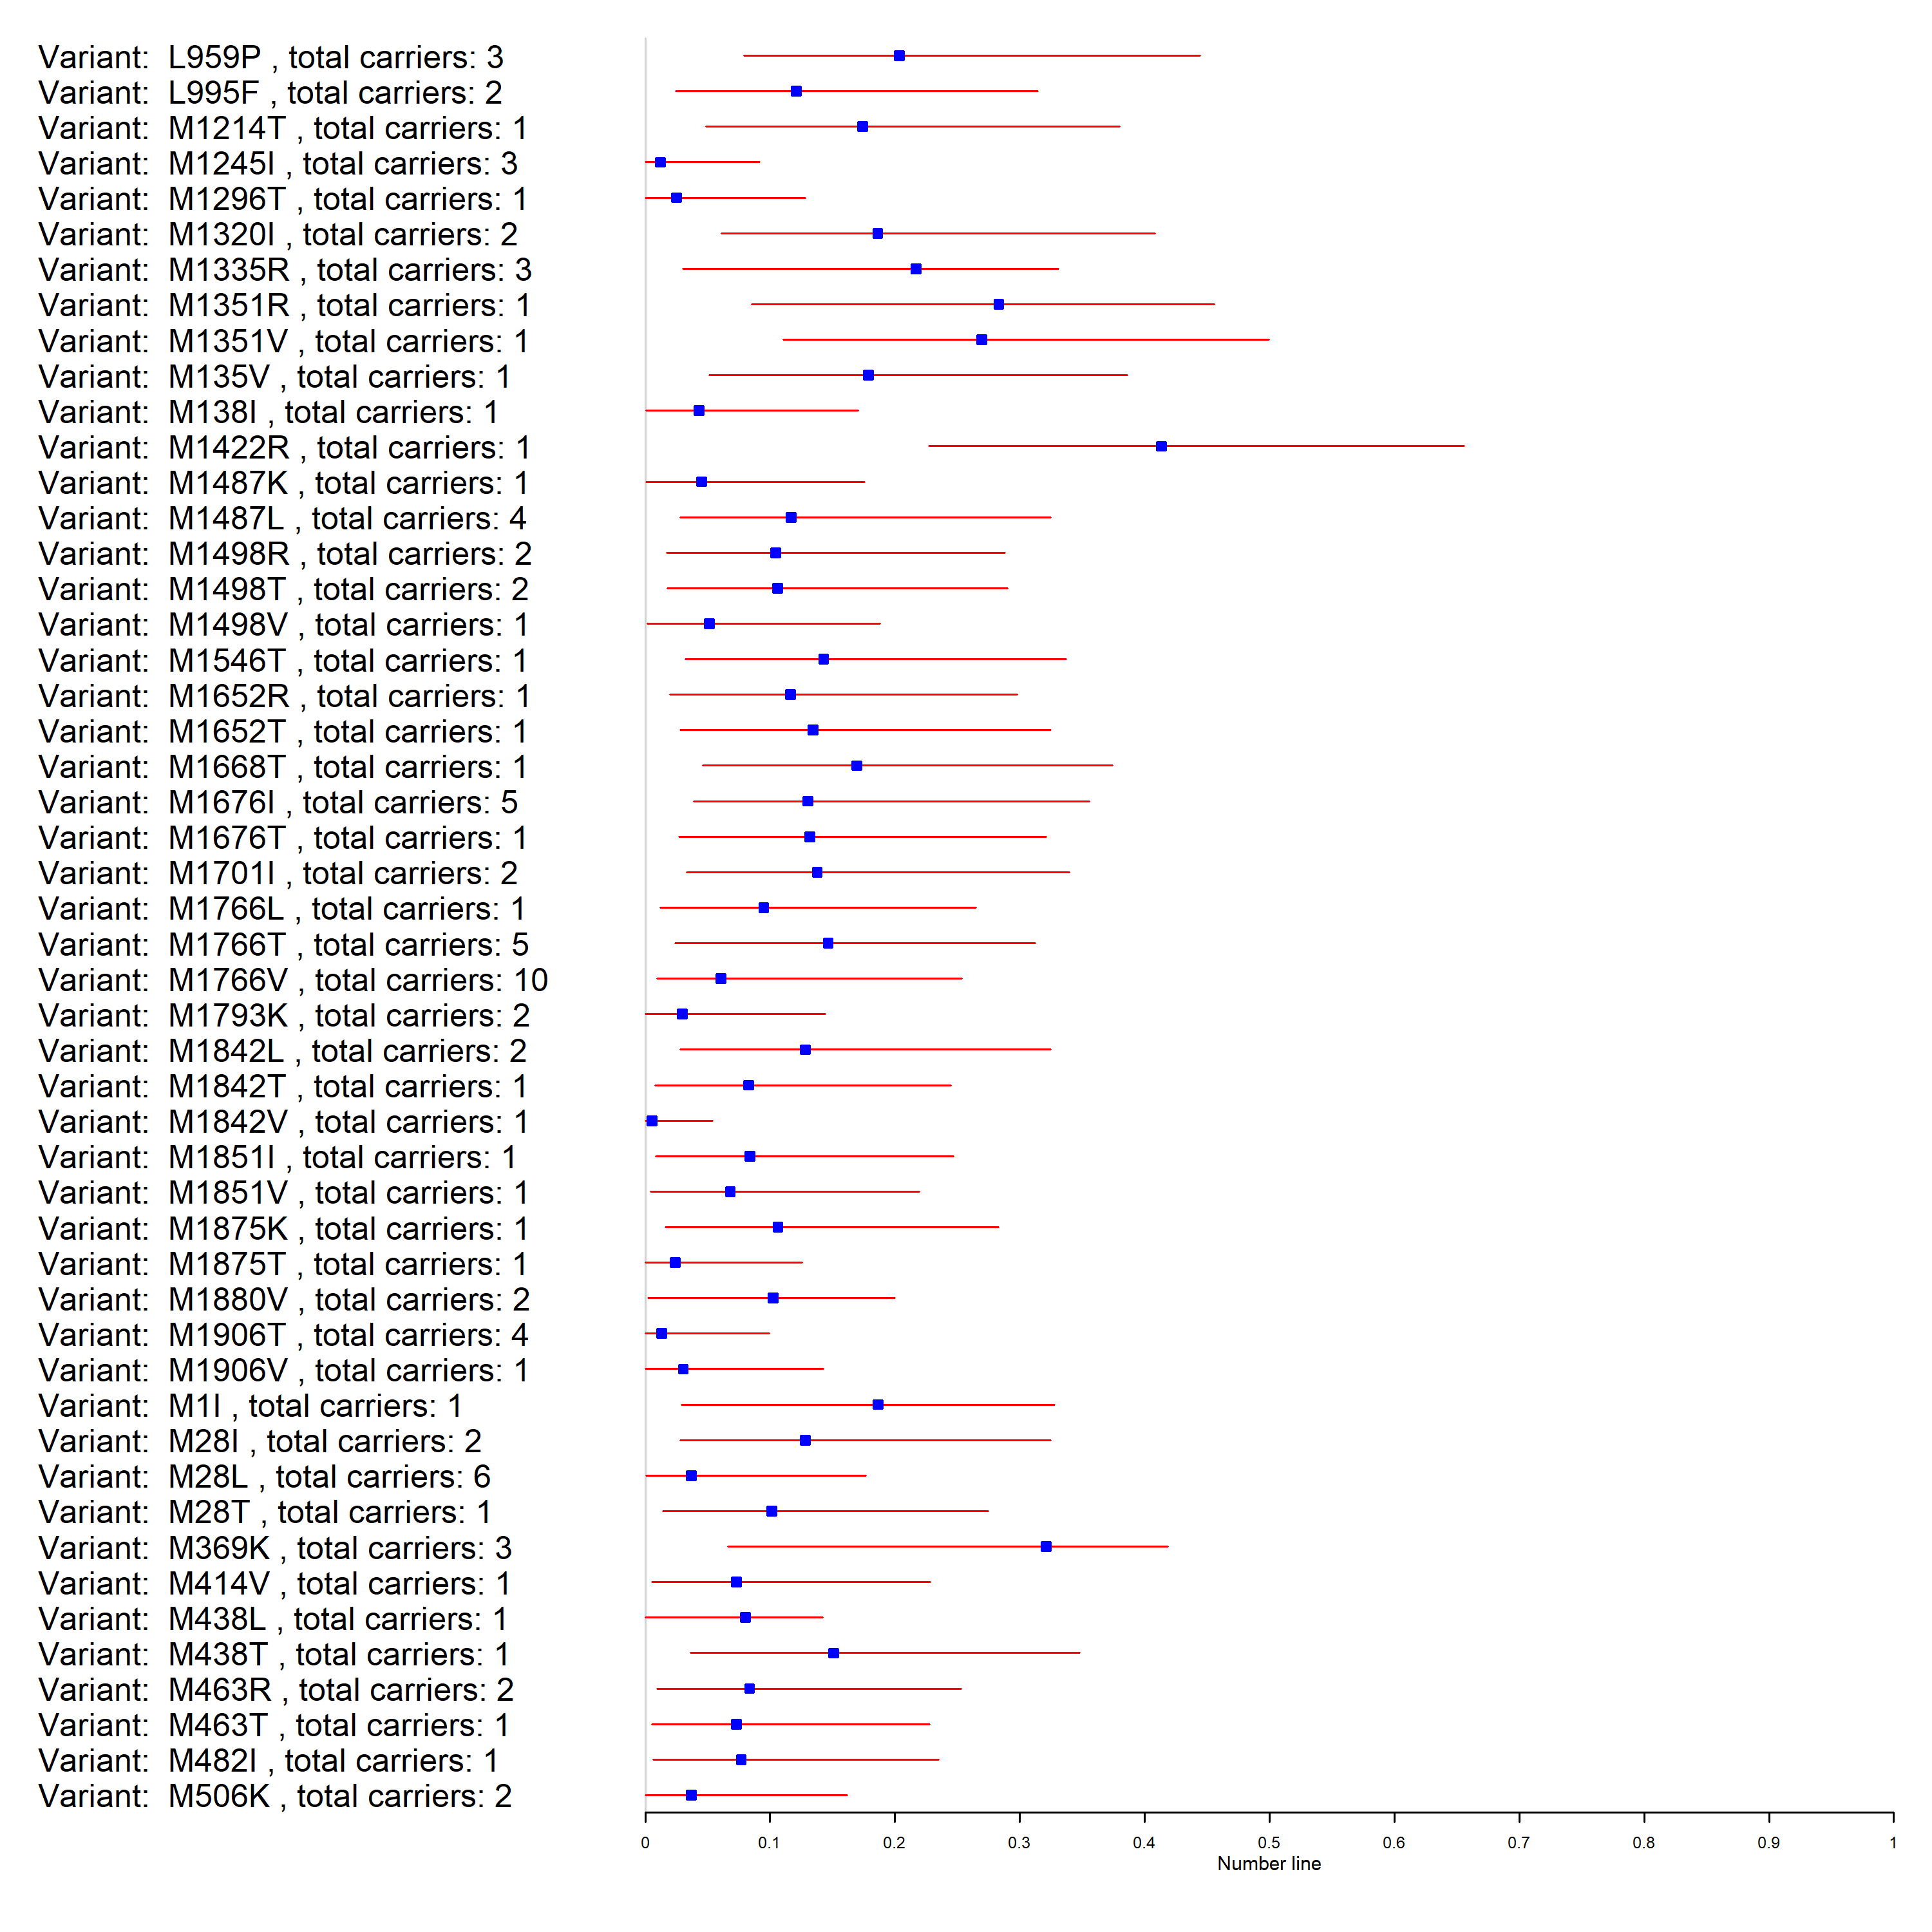 Variant: L959P , total carriers: 3
Variant: L995F , total carriers: 2
Variant: M1214T , total carriers: 1
Variant: M1245I , total carriers: 3
Variant: M1296T , total carriers: 1
Variant: M1320I , total carriers: 2
Variant: M1335R , total carriers: 3
Variant: M1351R , total carriers: 1
Variant: M1351V , total carriers: 1
Variant: M135V , total carriers: 1
Variant: M138I , total carriers: 1
Variant: M1422R , total carriers: 1
Variant: M1487K , total carriers: 1
Variant: M1487L , total carriers: 4
Variant: M1498R , total carriers: 2
Variant: M1498T , total carriers: 2
Variant: M1498V , total carriers: 1
Variant: M1546T , total carriers: 1
Variant: M1652R , total carriers: 1
Variant: M1652T , total carriers: 1
Variant: M1668T , total carriers: 1
Variant: M1676I , total carriers: 5
Variant: M1676T , total carriers: 1
Variant: M1701I , total carriers: 2
Variant: M1766L , total carriers: 1
Variant: M1766T , total carriers: 5
Variant: M1766V , total carriers: 10
Variant: M1793K , total carriers: 2
Variant: M1842L , total carriers: 2
Variant: M1842T , total carriers: 1
Variant: M1842V , total carriers: 1
Variant: M1851I , total carriers: 1
Variant: M1851V , total carriers: 1
Variant: M1875K , total carriers: 1
Variant: M1875T , total carriers: 1
Variant: M1880V , total carriers: 2
Variant: M1906T , total carriers: 4
Variant: M1906V , total carriers: 1
Variant: M1I , total carriers: 1
Variant: M28I , total carriers: 2
Variant: M28L , total carriers: 6
Variant: M28T , total carriers: 1
Variant: M369K , total carriers: 3
Variant: M414V , total carriers: 1
Variant: M438L , total carriers: 1
Variant: M438T , total carriers: 1
Variant: M463R , total carriers: 2
Variant: M463T , total carriers: 1
Variant: M482I , total carriers: 1
Variant: M506K , total carriers: 2
0 0.1 0.2 0.3 0.4 0.5 0.6 0.7 0.8 0.9 1
Number line